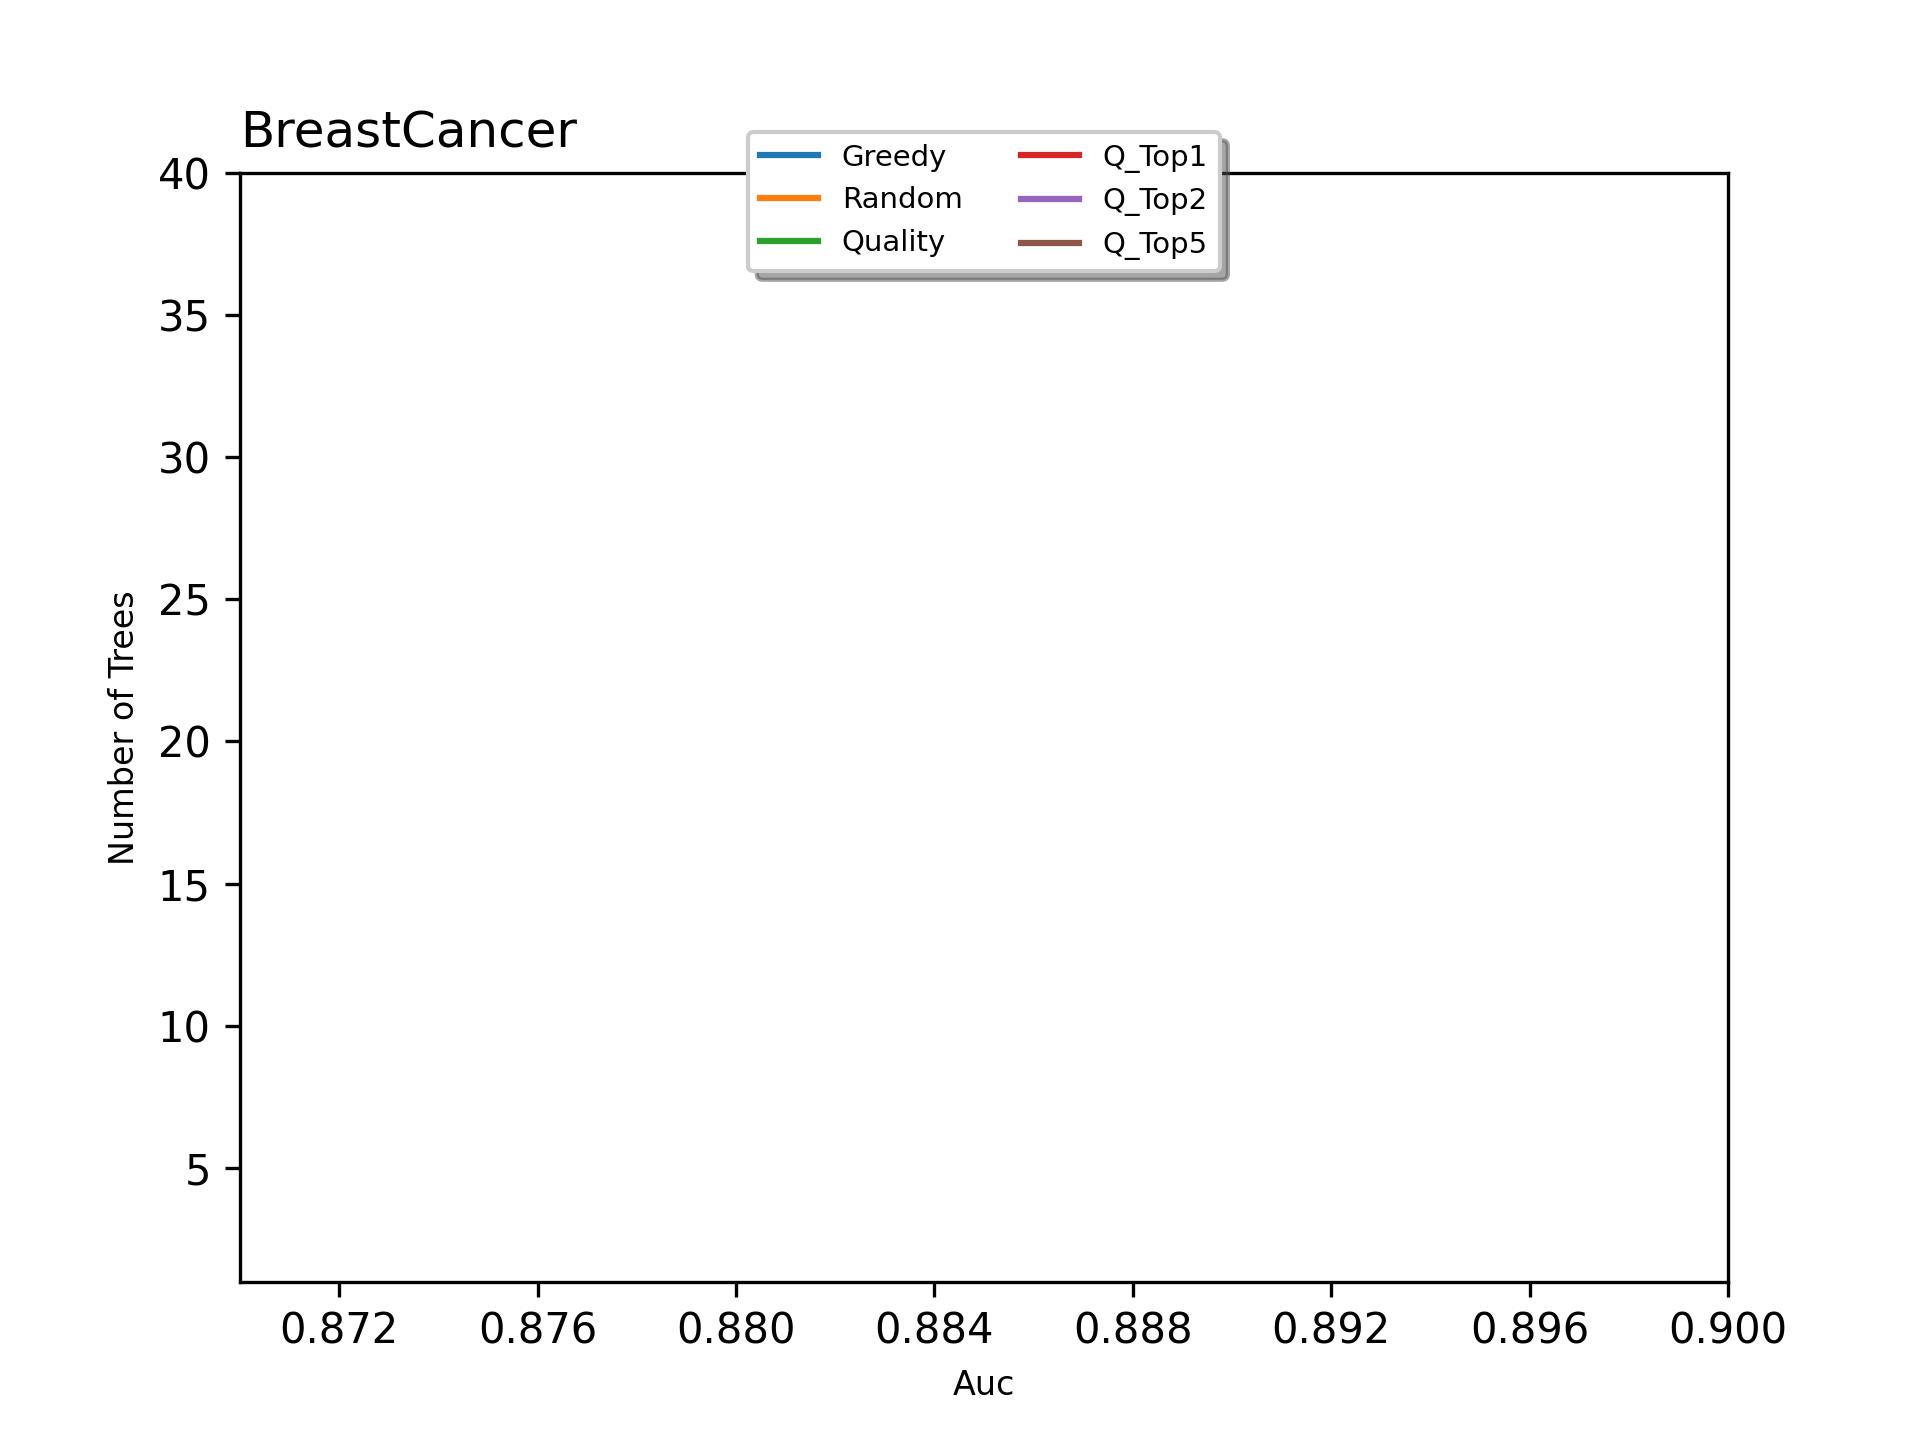 BreastCancer
Greedy
Random
Quality
Q_Top1
Q_Top2
Q_Top5
40
35
30
25
20
15
10
5
Number of Trees
0.872 0.876 0.880 0.884 0.888 0.892 0.896 0.900
Auc